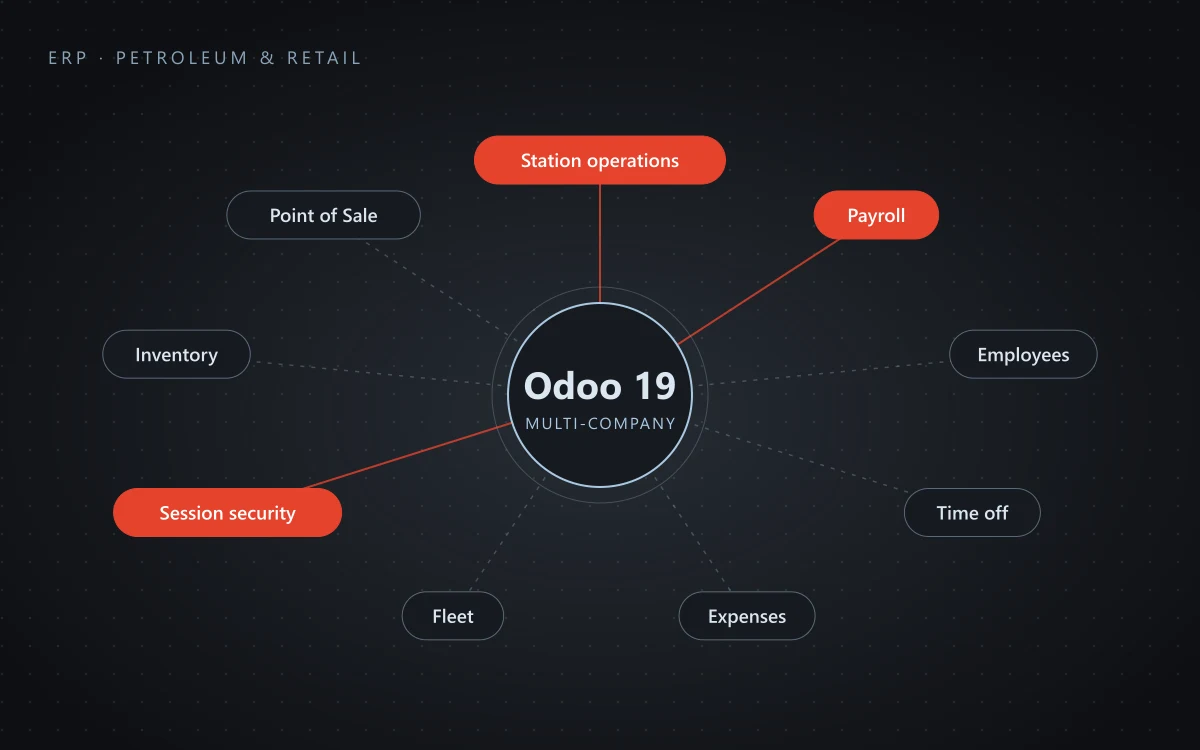 ERP · PETROLEUM & RETAIL
Station operations
Point of Sale
Payroll
Inventory
Employees
Odoo 19
MULTI-COMPANY
Session security
Time off
Fleet
Expenses